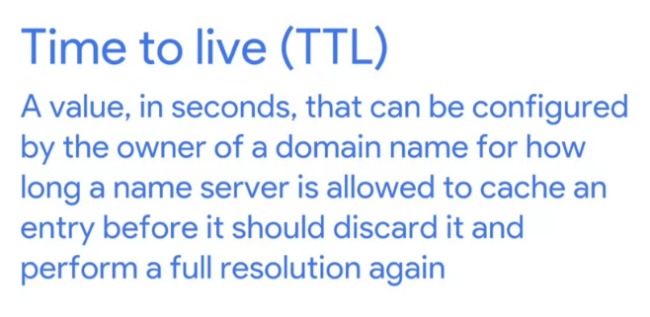 Time to live (TTL)
A value, in seconds, that can be configured
by the owner of a domain name for how
long a name server is allowed to cache an
entry before it should discard it and
perform a full resolution again